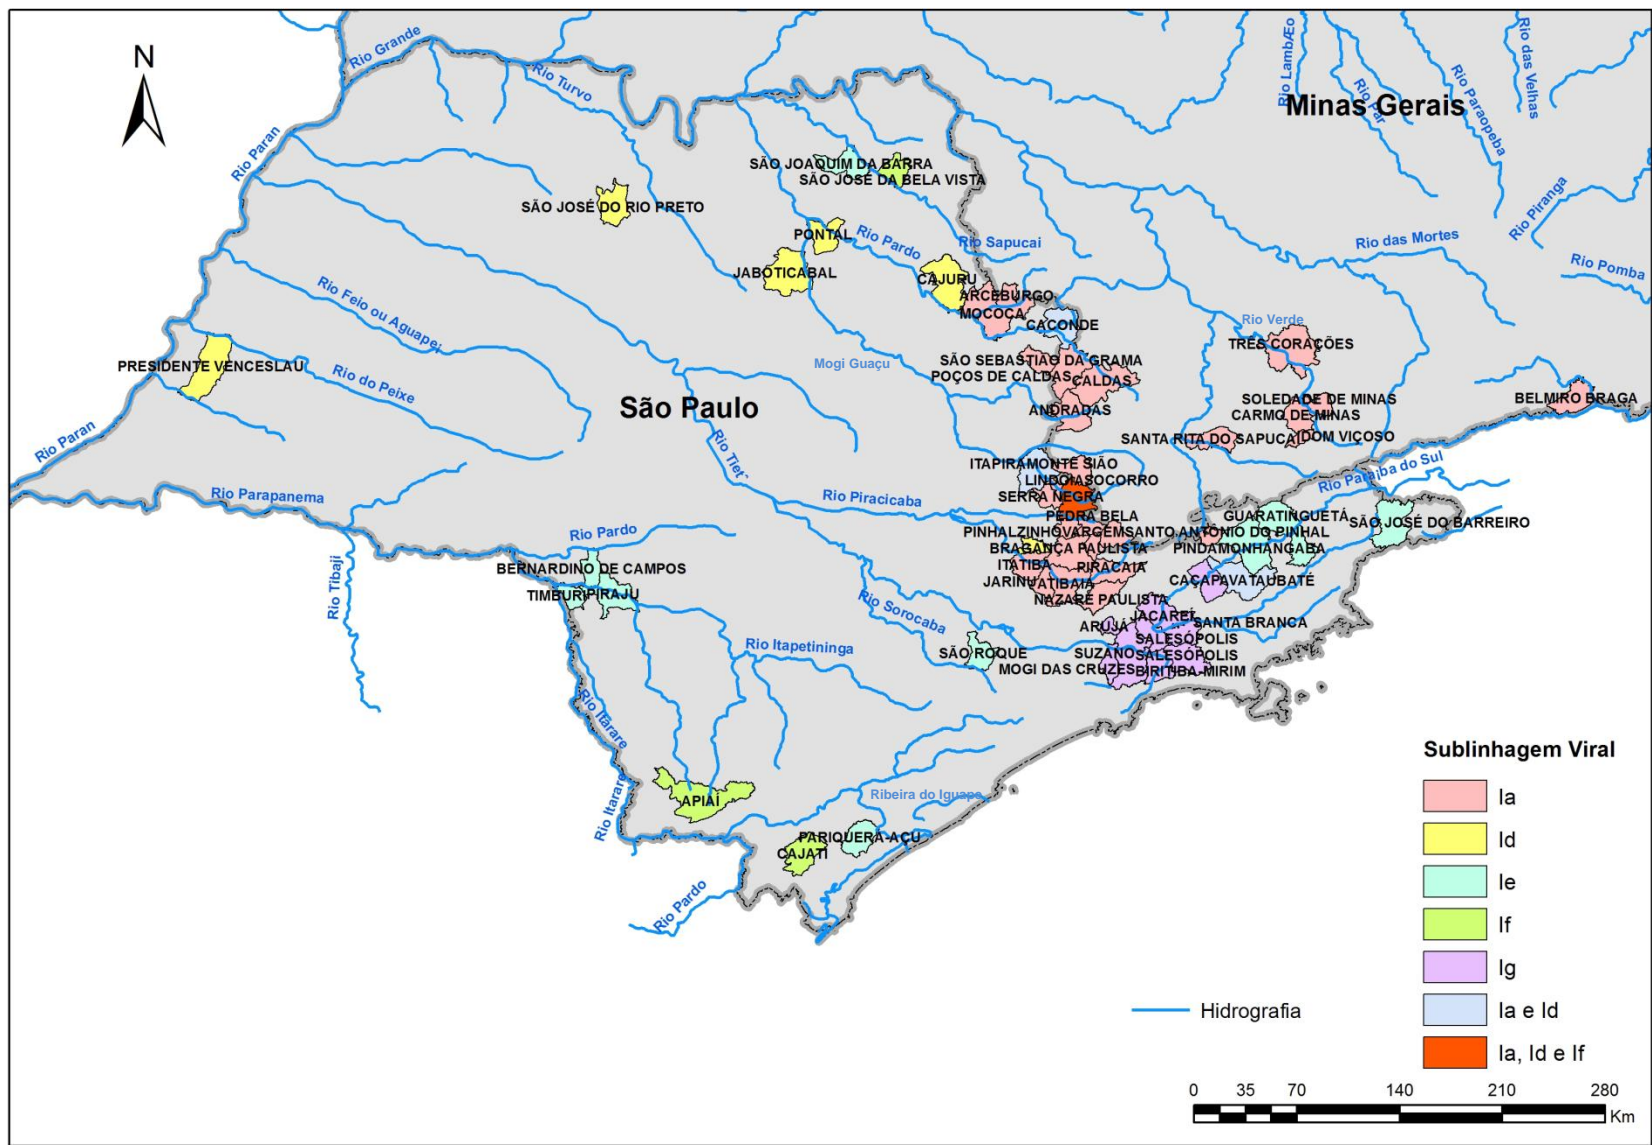 N
Rio Grande
Rio Turvo
Rio LambÆo
Rio Par
Rio Paraopeba
Rio das Velhas
Minas Gerais
Rio Paran
SÃO JOAQUIM DA BARRA
SÃO JOSÉ DA BELA VISTA
SÃO JOSÉ DO RIO PRETO
Rio Piranga
PONTAL
Rio Pardo
Rio Sapucai
Rio das Mortes
Rio Pomba
JABOTICABAL
CAJURU
ARCEBURGO
MOCOCA
CACONDE
Rio Feio ou Aguapei
Rio Verde
TRÊS CORAÇÕES
PRESIDENTE VENCESLAU
Mogi Guaçu
SÃO SEBASTIÃO DA GRAMA
POÇOS DE CALDAS
CALDAS
Rio do Peixe
São Paulo
ANDRADAS
SOLEDADE DE MINAS
CARMO DE MINAS
BELMIRO BRAGA
SANTA RITA DO SAPUCAI
DOM VIÇOSO
Rio Paran
Rio Tiet^
ITAPIRA
MONTE SIÃO
LINDÓIA
SOCORRO
SERRA NEGRA
Rio Paraiba do Sul
Rio Parapanema
Rio Piracicaba
PEDRA BELA
GUARATINGUETÁ
SÃO JOSÉ DO BARREIRO
Rio Pardo
PINHALZINHO
VARGEM
SANTO ANTÔNIO DO PINHAL
BRAGANÇA PAULISTA
PINDAMONHANGABA
Rio Tibaji
BERNARDINO DE CAMPOS
ITATIBA
PIRACAIA
JARINU
ATIBAIA
CAÇAPAVA
TAUBATÉ
TIMBURI
PIRAJU
NAZARÉ PAULISTA
Rio Sorocaba
JACAREÍ
ARUJÁ
SANTA BRANCA
Rio Itapetininga
SÃO ROQUE
SUZANO
SALESÓPOLIS
SALESÓPOLIS
MOGI DAS CRUZES
BIRITIBA-MIRIM
Rio Itarare
Rio Itarare
APIAÍ
Ribeira do Iguape
PARIQUERA-AÇU
CAJATI
Rio Pardo
Sublinhagem Viral
Ia
Id
Ie
If
Ig
Hidrografia
Ia e Id
Ia, Id e If
0 35 70 140 210 280
Km